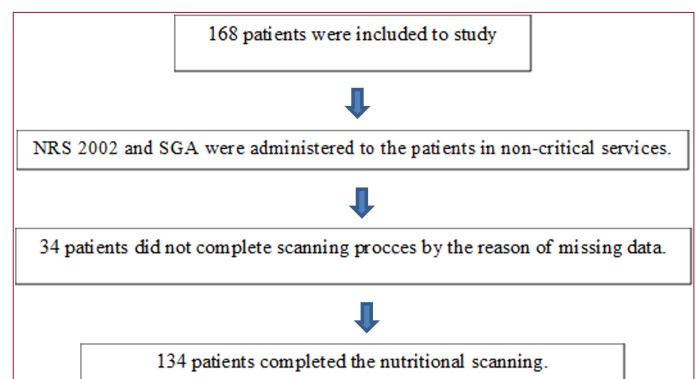 168 patients were included to study
NRS 2002 and SGA were administered to the patients in non-critical services.
34 patients did not complete scanning procces by the reason of missing data.
134 patients completed the nutritional scanning.